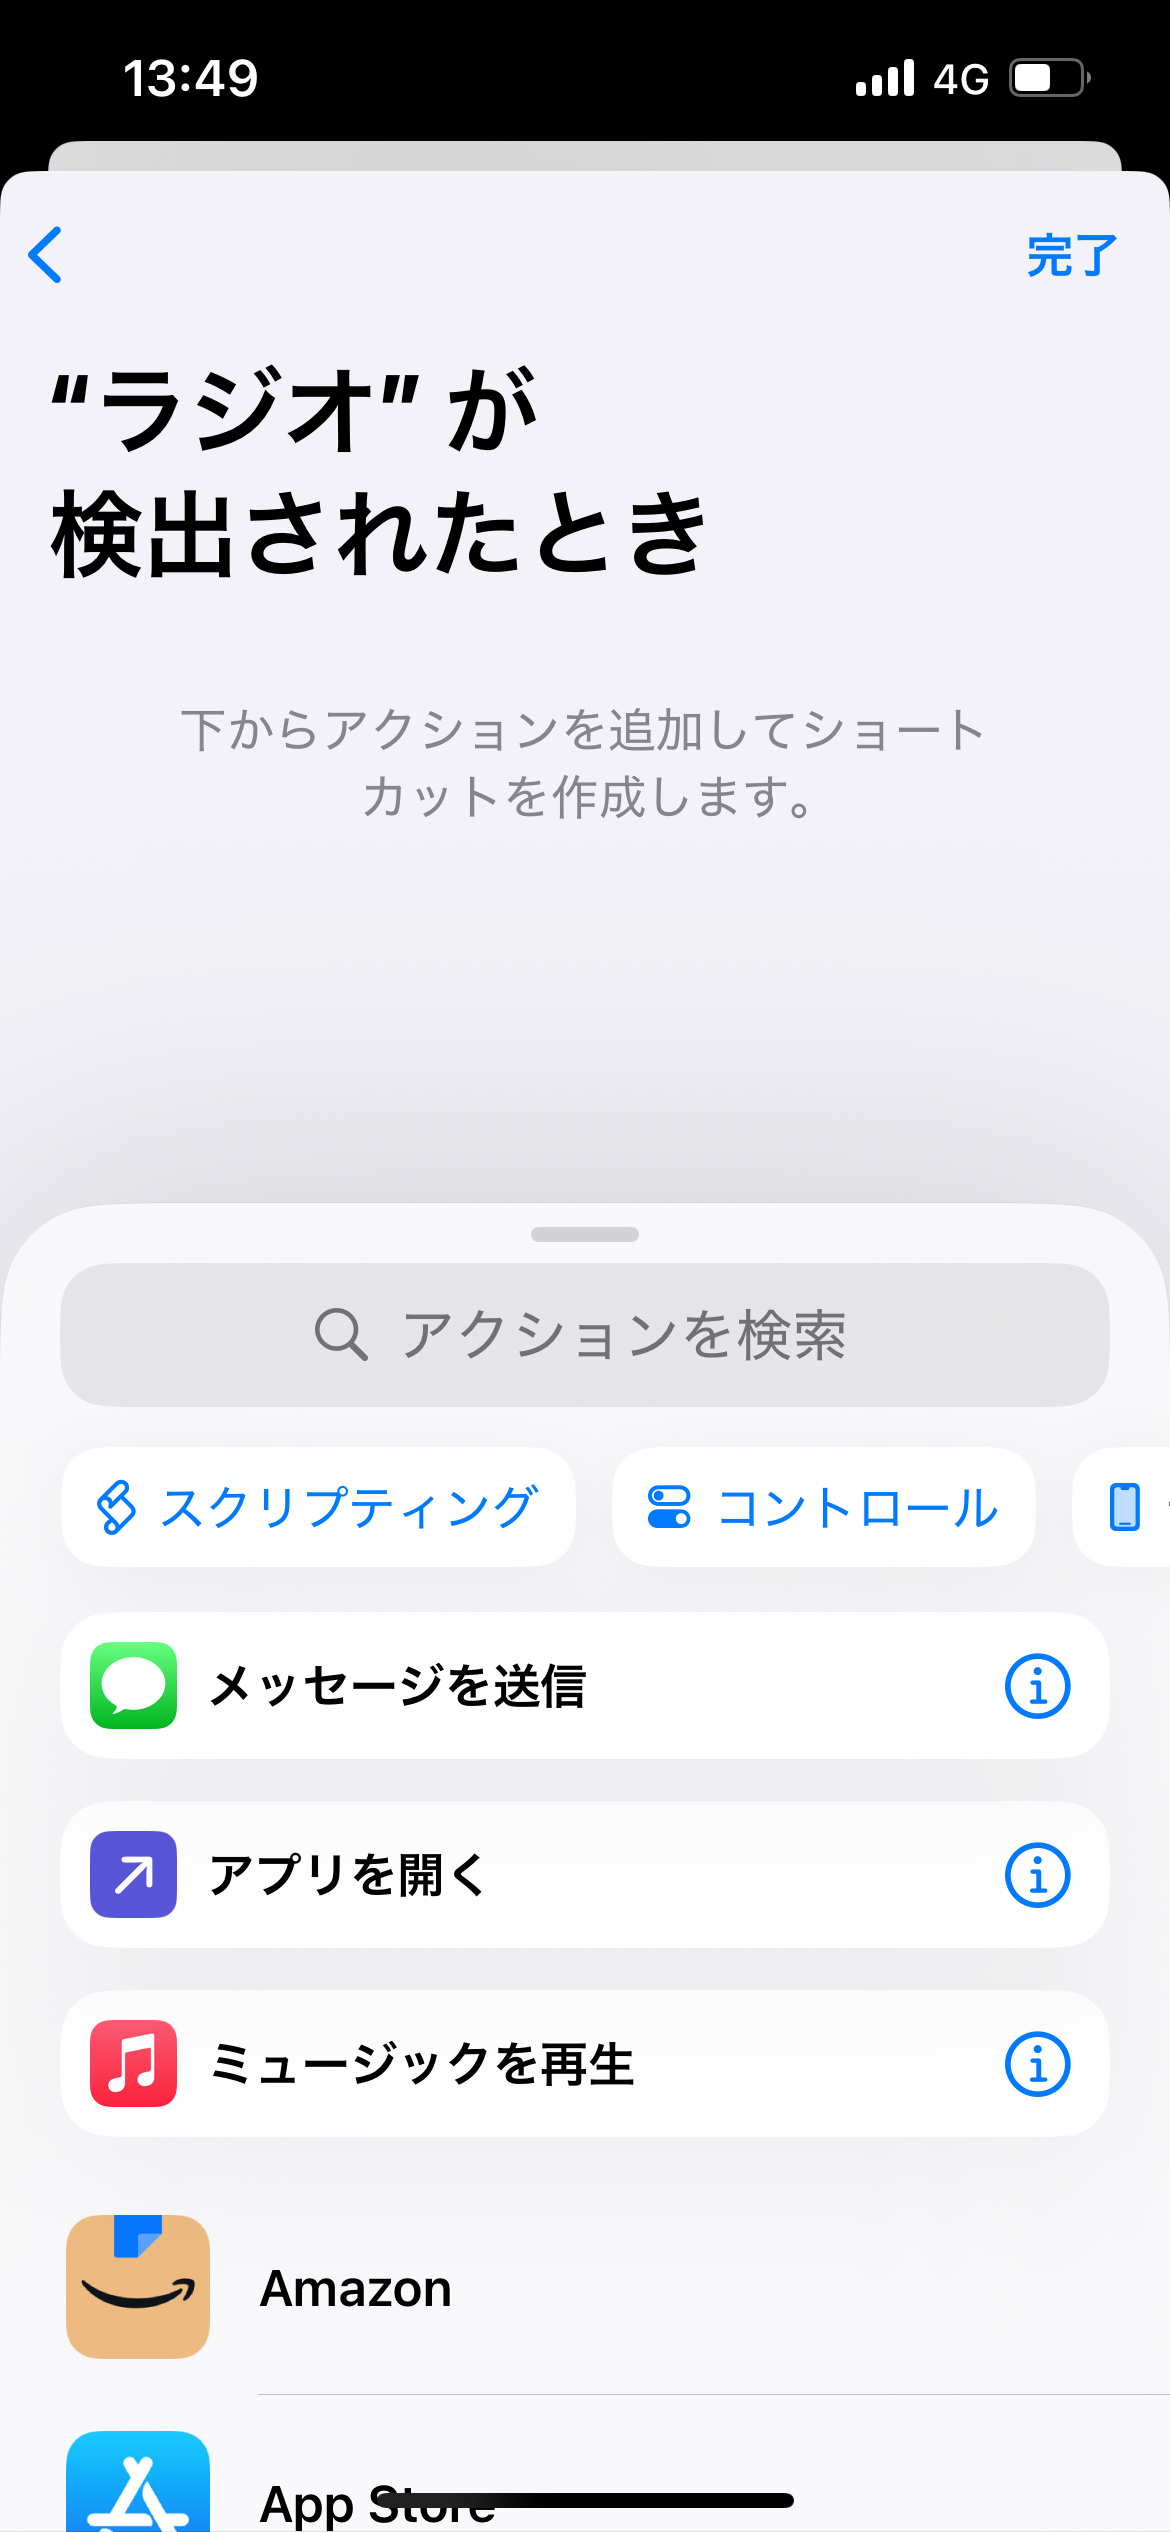 13:49
4G
完了
“ラジオ” が
検出されたとき
下からアクションを追加してショート
カットを作成します。
アクションを検索
スクリプティング
コントロール
メッセージを送信
アプリを開く
ミュージックを再生
Amazon
App Store